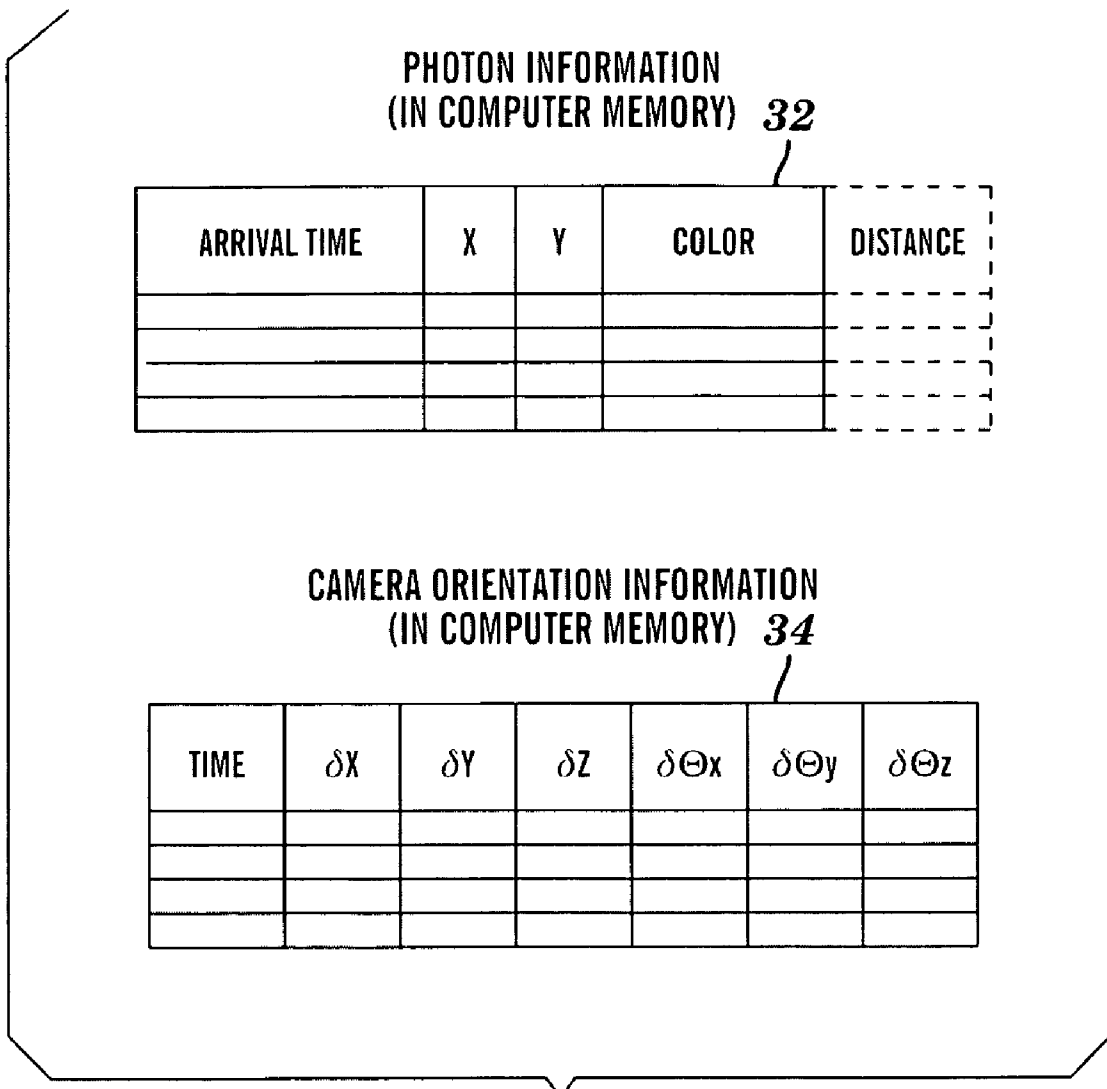 PHOTON INFORMATION
(IN COMPUTER MEMORY) 32
ARRIVAL TIME X Y COLOR DISTANCE
CAMERA ORIENTATION INFORMATION
(IN COMPUTER MEMORY) 34
TIME δX δY δZ δΘx δΘy δΘz